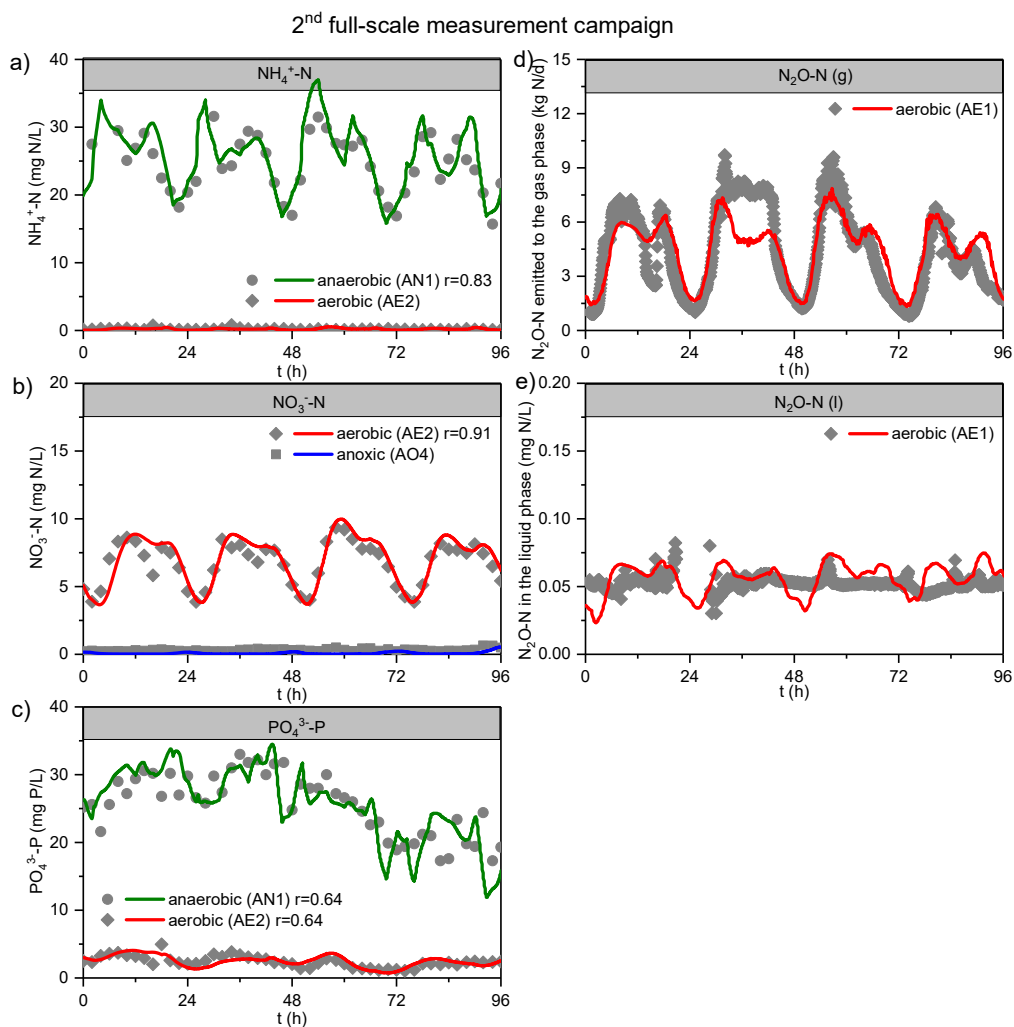 2nd full-scale measurement campaign
a)
NH4+-N
NH4+-N (mg N/L)
40
30
20
10
0
anaerobic (AN1) r=0.83
aerobic (AE2)
0 24 48 72 96
t (h)
b)
NO3--N
NO3--N (mg N/L)
20
15
10
5
0
aerobic (AE2) r=0.91
anoxic (AO4)
0 24 48 72 96
t (h)
c)
PO43--P
PO43--P (mg P/L)
40
30
20
10
0
anaerobic (AN1) r=0.64
aerobic (AE2) r=0.64
0 24 48 72 96
t (h)
d)
N2O-N (g)
N2O-N emitted to the gas phase (kg N/d)
15
12
9
6
3
0
aerobic (AE1)
0 24 48 72 96
t (h)
e)
N2O-N (l)
N2O-N in the liquid phase (mg N/L)
0.20
0.15
0.10
0.05
0.00
aerobic (AE1)
0 24 48 72 96
t (h)